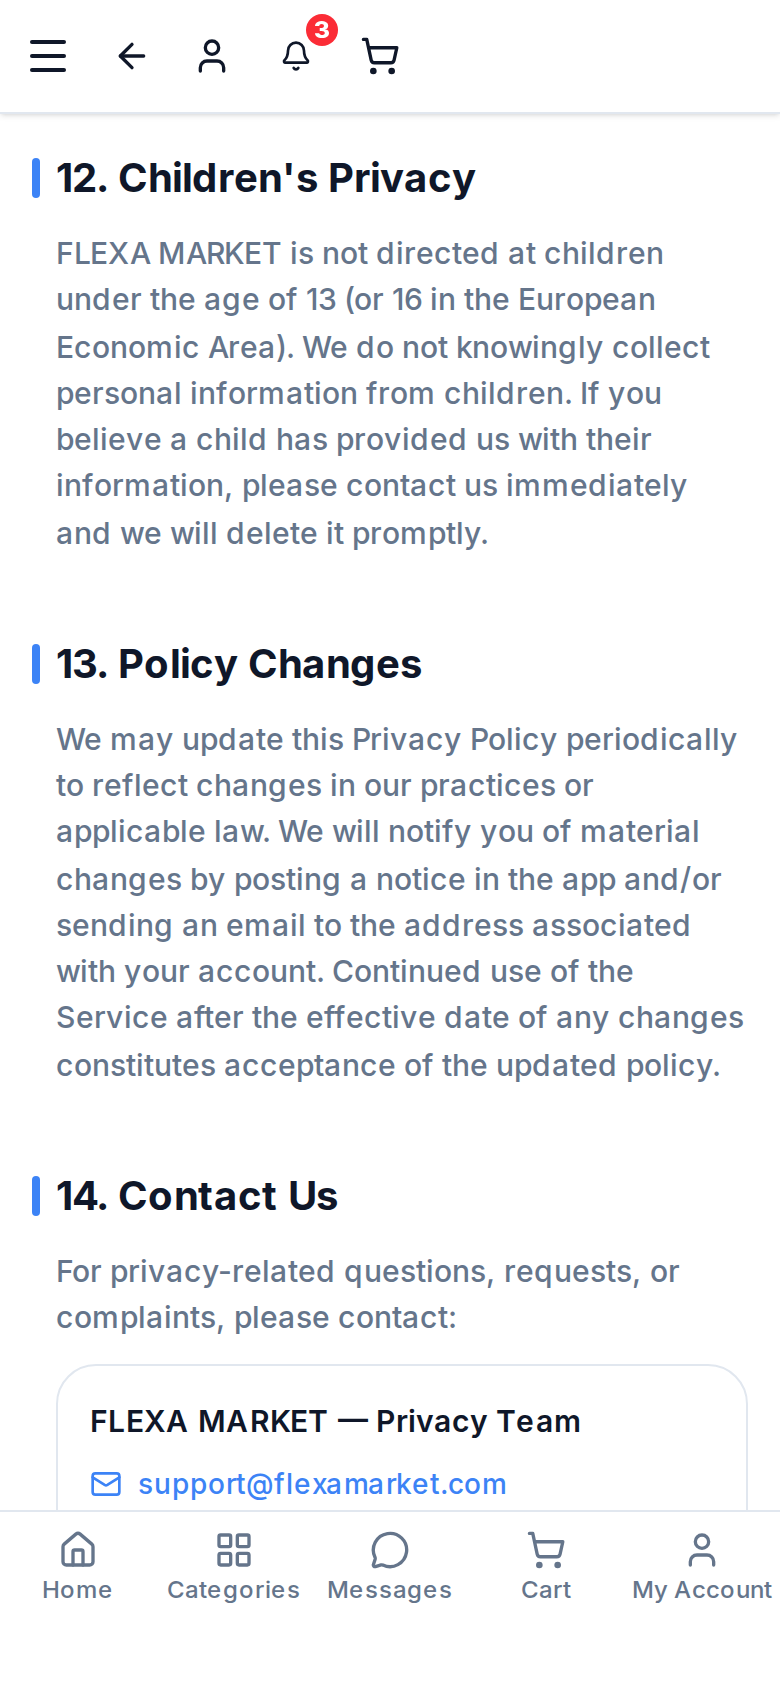 3
12. Children's Privacy
FLEXA MARKET is not directed at children
under the age of 13 (or 16 in the European
Economic Area). We do not knowingly collect
personal information from children. If you
believe a child has provided us with their
information, please contact us immediately
and we will delete it promptly.
13. Policy Changes
We may update this Privacy Policy periodically
to reflect changes in our practices or
applicable law. We will notify you of material
changes by posting a notice in the app and/or
sending an email to the address associated
with your account. Continued use of the
Service after the effective date of any changes
constitutes acceptance of the updated policy.
14. Contact Us
For privacy-related questions, requests, or
complaints, please contact:
FLEXA MARKET — Privacy Team
support@flexamarket.com
Home Categories Messages Cart My Account